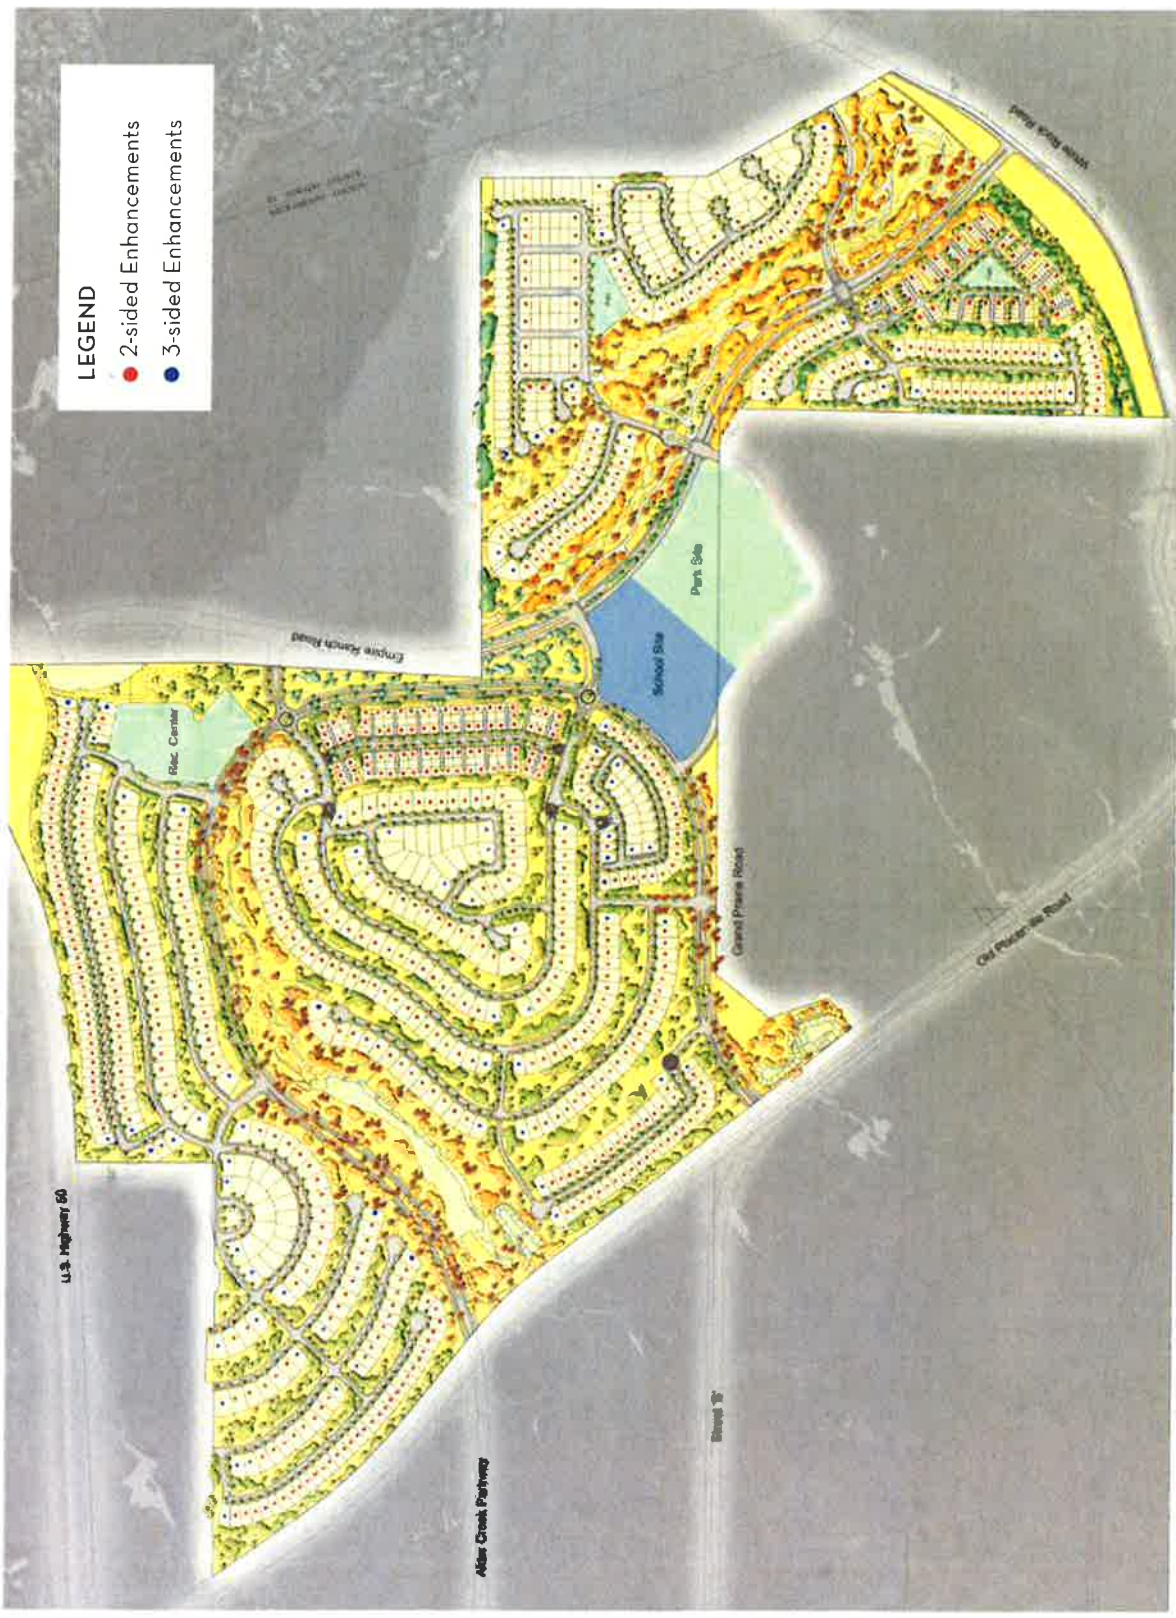 LEGEND
2-sided Enhancements
3-sided Enhancements
White Rock Road
Empire Ranch Road
Park Site
School Site
Rec. Center
Grand Prairie Road
Old Placerville Road
U.S. Highway 50
Alder Creek Parkway
Street 'B'